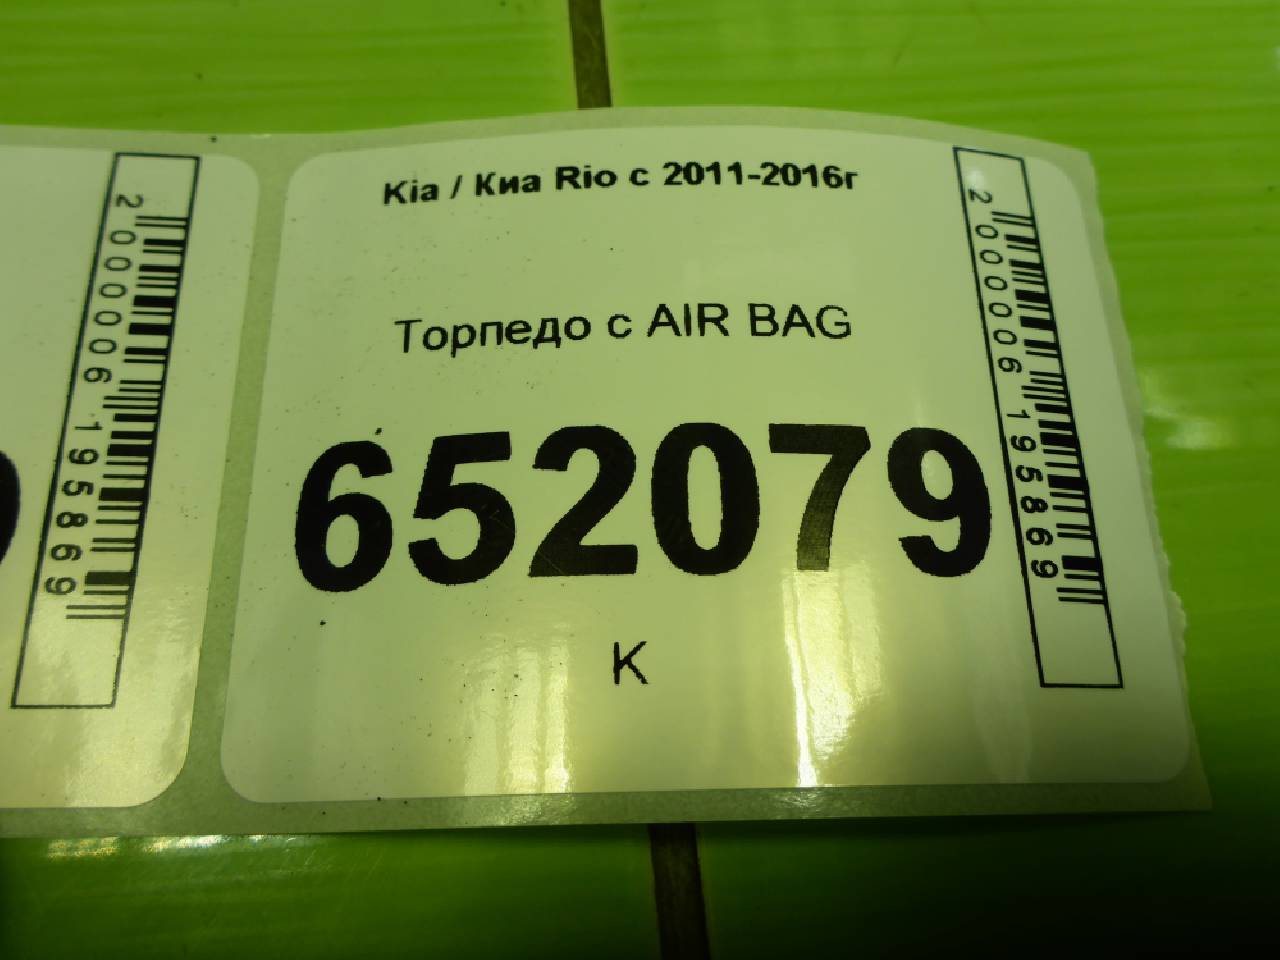 2000006195869
Kia / Киа Rio с 2011-2016г
Торпедо с AIR BAG
652079
К
2000006195869